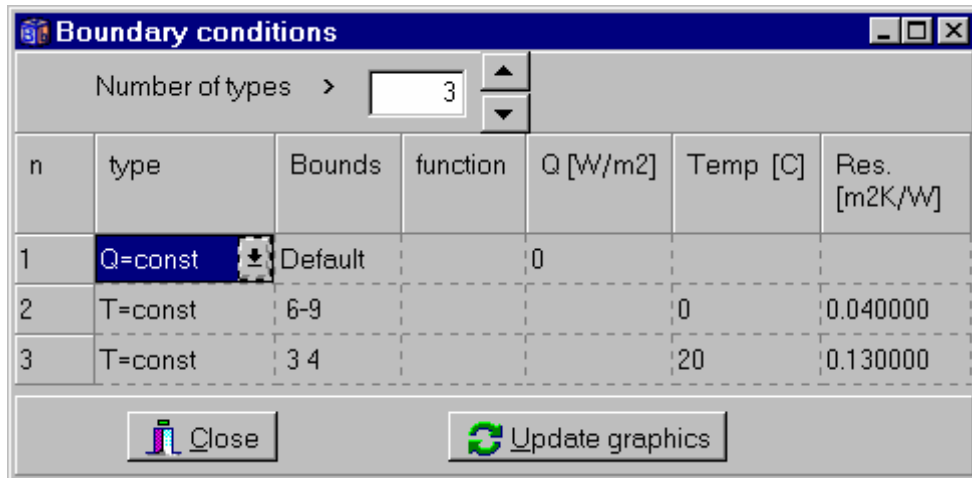 Boundary conditions
Number of types > 3
n type Bounds function Q [W/m2] Temp [C] Res. [m2K/W]
1 Q=const Default 0
2 T=const 6-9 0 0.040000
3 T=const 3 4 20 0.130000
Close Update graphics